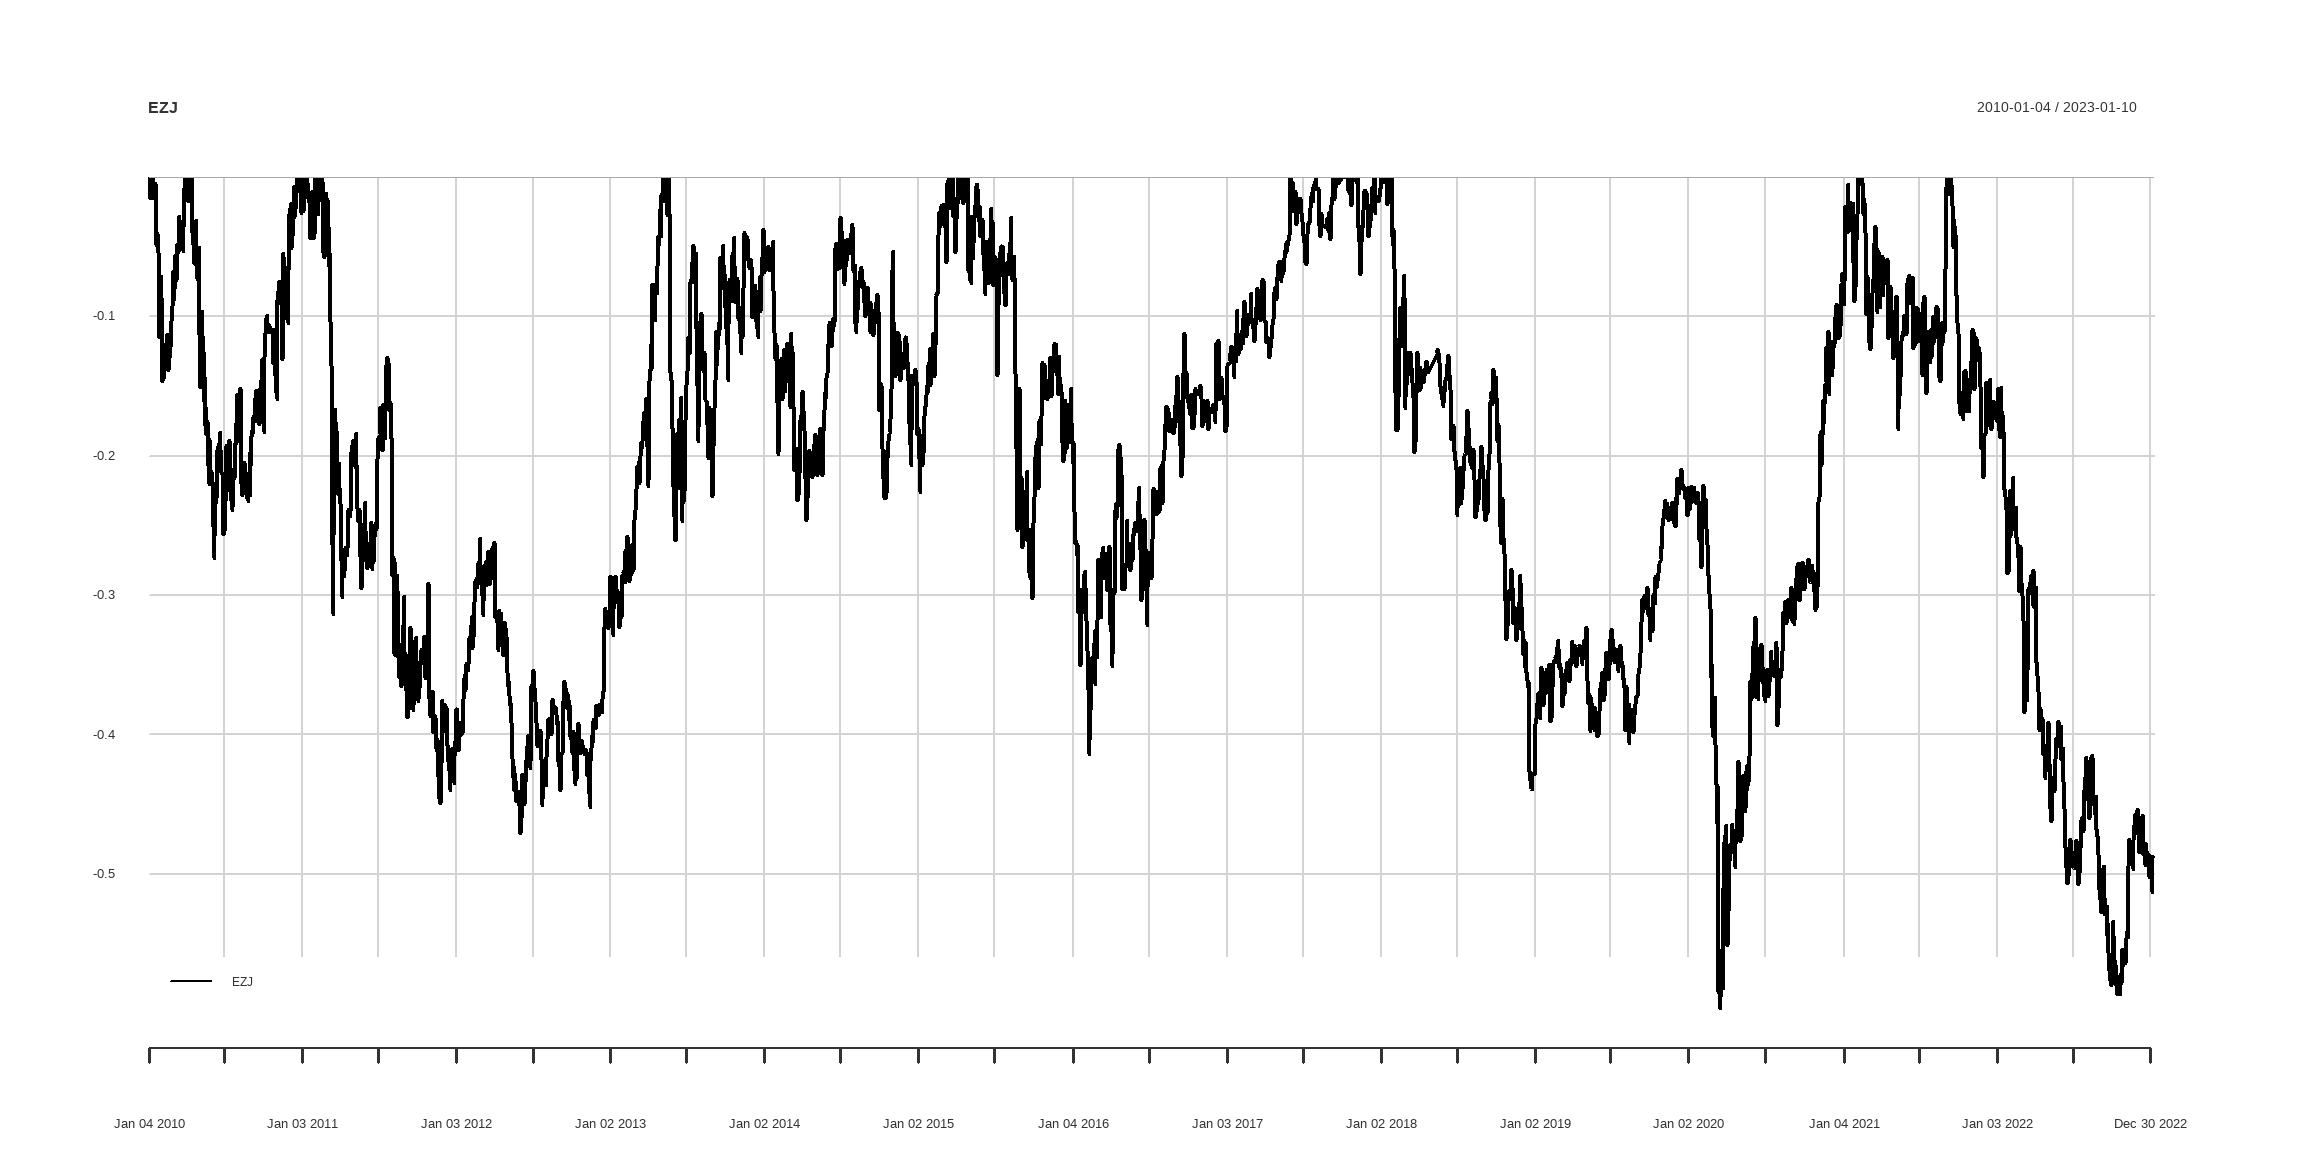 EZJ
2010-01-04 / 2023-01-10
-0.1
-0.2
-0.3
-0.4
-0.5
EZJ
Jan 04 2010
Jan 03 2011
Jan 03 2012
Jan 02 2013
Jan 02 2014
Jan 02 2015
Jan 04 2016
Jan 03 2017
Jan 02 2018
Jan 02 2019
Jan 02 2020
Jan 04 2021
Jan 03 2022
Dec 30 2022